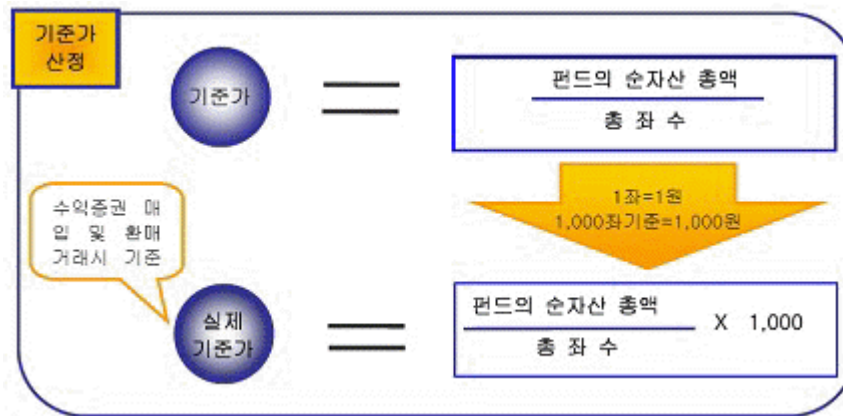 기준가
산정
기준가
펀드의 순자산 총액
총 좌 수
1좌=1원
1,000좌기준=1,000원
수익증권 매
입 및 환매
거래시 기준
실제
기준가
펀드의 순자산 총액
총 좌 수
X 1,000